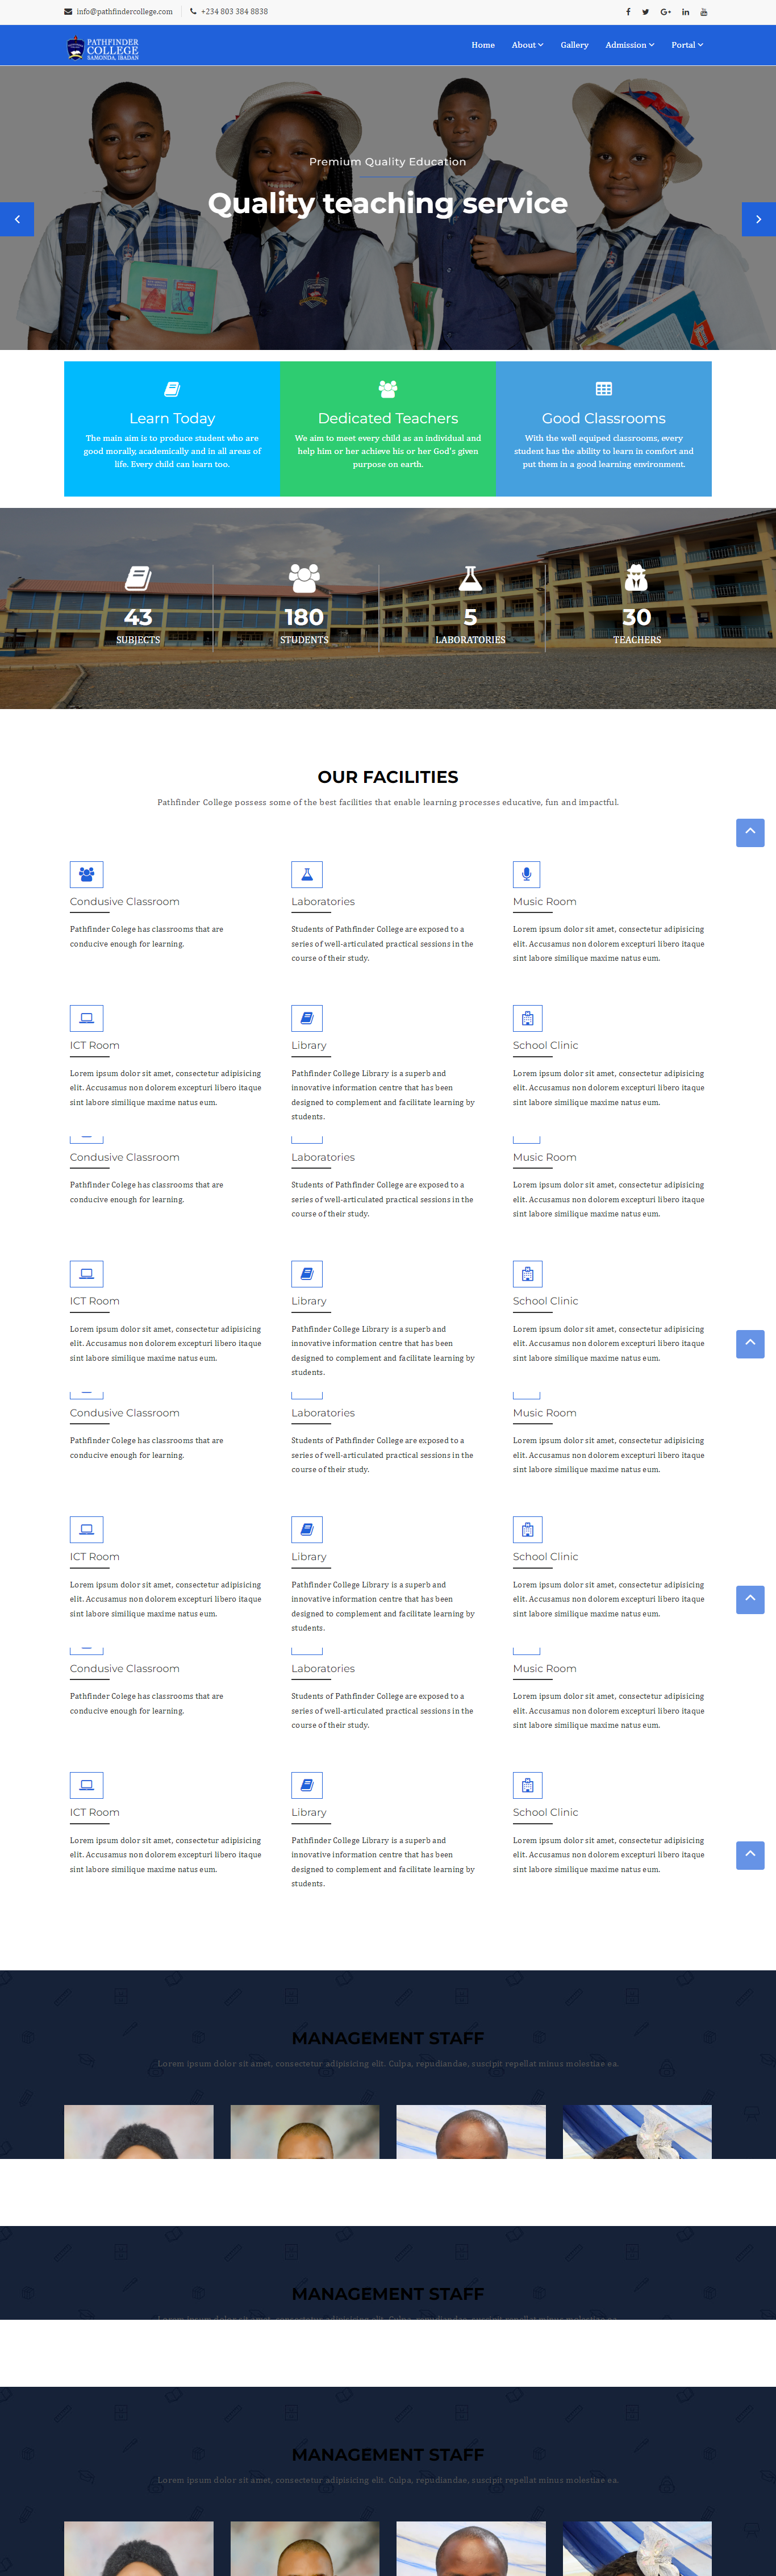 info@pathfindercollege.com +234 803 384 8838
PATHFINDER
COLLEGE
SAMONDA, IBADAN
Home About Gallery Admission Portal
Premium Quality Education
Quality teaching service
Learn Today
The main aim is to produce student who are
good morally, academically and in all areas of
life. Every child can learn too.
Dedicated Teachers
We aim to meet every child as an individual and
help him or her achieve his or her God's given
purpose on earth.
Good Classrooms
With the well equiped classrooms, every
student has the ability to learn in comfort and
put them in a good learning environment.
43
SUBJECTS
180
STUDENTS
5
LABORATORIES
30
TEACHERS
OUR FACILITIES
Pathfinder College possess some of the best facilities that enable learning processes educative, fun and impactful.
Condusive Classroom
Pathfinder Colege has classrooms that are
conducive enough for learning.
Laboratories
Students of Pathfinder College are exposed to a
series of well-articulated practical sessions in the
course of their study.
Music Room
Lorem ipsum dolor sit amet, consectetur adipisicing
elit. Accusamus non dolorem excepturi libero itaque
sint labore similique maxime natus eum.
ICT Room
Lorem ipsum dolor sit amet, consectetur adipisicing
elit. Accusamus non dolorem excepturi libero itaque
sint labore similique maxime natus eum.
Library
Pathfinder College Library is a superb and
innovative information centre that has been
designed to complement and facilitate learning by
students.
School Clinic
Lorem ipsum dolor sit amet, consectetur adipisicing
elit. Accusamus non dolorem excepturi libero itaque
sint labore similique maxime natus eum.
Condusive Classroom
Pathfinder Colege has classrooms that are
conducive enough for learning.
Laboratories
Students of Pathfinder College are exposed to a
series of well-articulated practical sessions in the
course of their study.
Music Room
Lorem ipsum dolor sit amet, consectetur adipisicing
elit. Accusamus non dolorem excepturi libero itaque
sint labore similique maxime natus eum.
ICT Room
Lorem ipsum dolor sit amet, consectetur adipisicing
elit. Accusamus non dolorem excepturi libero itaque
sint labore similique maxime natus eum.
Library
Pathfinder College Library is a superb and
innovative information centre that has been
designed to complement and facilitate learning by
students.
School Clinic
Lorem ipsum dolor sit amet, consectetur adipisicing
elit. Accusamus non dolorem excepturi libero itaque
sint labore similique maxime natus eum.
Condusive Classroom
Pathfinder Colege has classrooms that are
conducive enough for learning.
Laboratories
Students of Pathfinder College are exposed to a
series of well-articulated practical sessions in the
course of their study.
Music Room
Lorem ipsum dolor sit amet, consectetur adipisicing
elit. Accusamus non dolorem excepturi libero itaque
sint labore similique maxime natus eum.
ICT Room
Lorem ipsum dolor sit amet, consectetur adipisicing
elit. Accusamus non dolorem excepturi libero itaque
sint labore similique maxime natus eum.
Library
Pathfinder College Library is a superb and
innovative information centre that has been
designed to complement and facilitate learning by
students.
School Clinic
Lorem ipsum dolor sit amet, consectetur adipisicing
elit. Accusamus non dolorem excepturi libero itaque
sint labore similique maxime natus eum.
Condusive Classroom
Pathfinder Colege has classrooms that are
conducive enough for learning.
Laboratories
Students of Pathfinder College are exposed to a
series of well-articulated practical sessions in the
course of their study.
Music Room
Lorem ipsum dolor sit amet, consectetur adipisicing
elit. Accusamus non dolorem excepturi libero itaque
sint labore similique maxime natus eum.
ICT Room
Lorem ipsum dolor sit amet, consectetur adipisicing
elit. Accusamus non dolorem excepturi libero itaque
sint labore similique maxime natus eum.
Library
Pathfinder College Library is a superb and
innovative information centre that has been
designed to complement and facilitate learning by
students.
School Clinic
Lorem ipsum dolor sit amet, consectetur adipisicing
elit. Accusamus non dolorem excepturi libero itaque
sint labore similique maxime natus eum.
MANAGEMENT STAFF
Lorem ipsum dolor sit amet, consectetur adipisicing elit. Culpa, repudiandae, suscipit repellat minus molestiae ea.
MANAGEMENT STAFF
MANAGEMENT STAFF
Lorem ipsum dolor sit amet, consectetur adipisicing elit. Culpa, repudiandae, suscipit repellat minus molestiae ea.